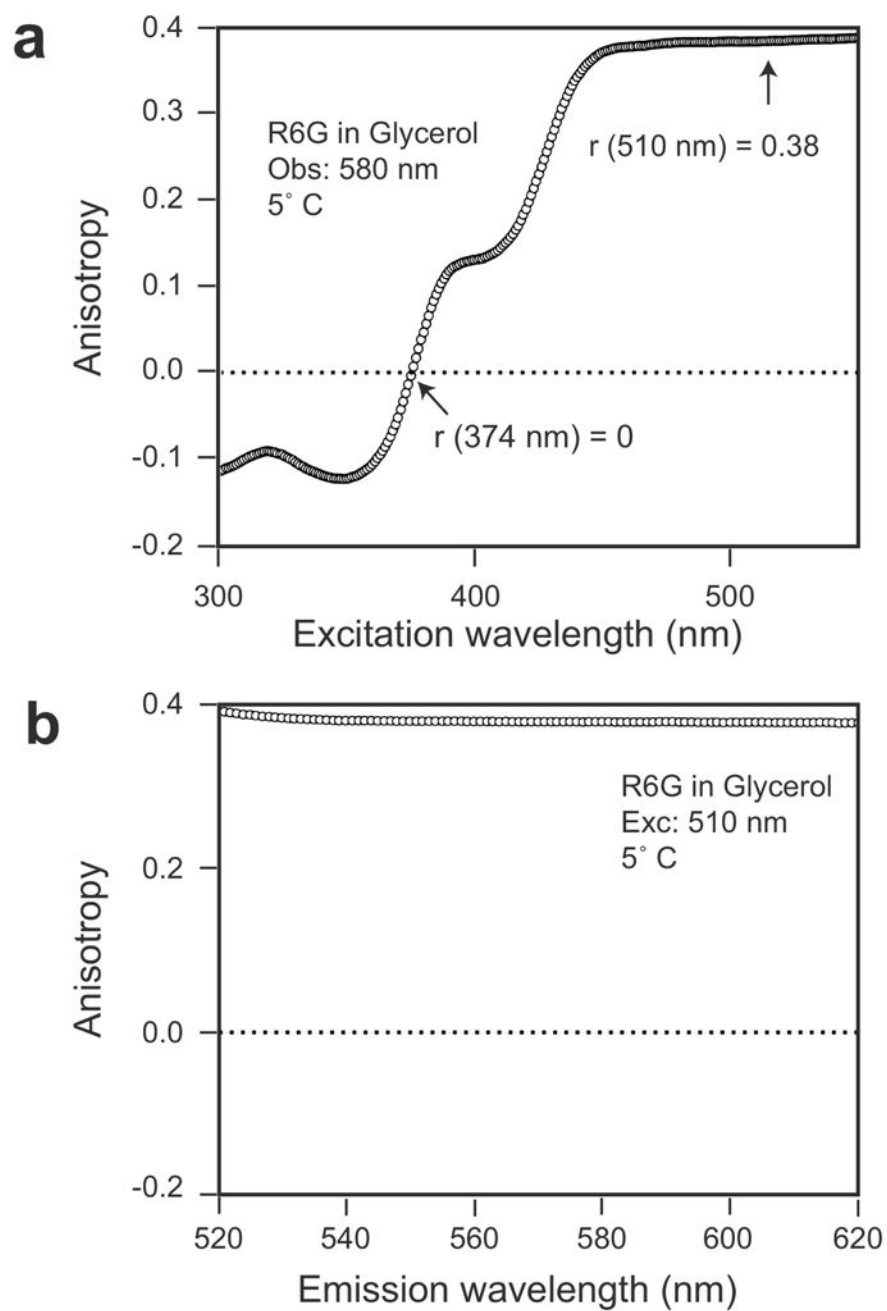 a
0.4
0.3
0.2
0.1
0.0
-0.1
-0.2
Anisotropy
R6G in Glycerol
Obs: 580 nm
5° C
r (510 nm) = 0.38
r (374 nm) = 0
300
400
500
Excitation wavelength (nm)
b
0.4
0.2
0.0
-0.2
Anisotropy
R6G in Glycerol
Exc: 510 nm
5° C
520
540
560
580
600
620
Emission wavelength (nm)